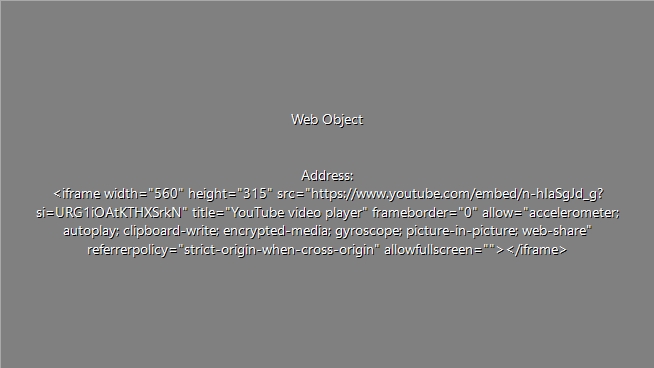 Web Object
Address:
<iframe width="560" height="315" src="https://www.youtube.com/embed/n-hIaSgJd_g?
si=URG1iOAtKTHXSrkN" title="YouTube video player" frameborder="0" allow="accelerometer;
autoplay; clipboard-write; encrypted-media; gyroscope; picture-in-picture; web-share"
referrerpolicy="strict-origin-when-cross-origin" allowfullscreen=""></iframe>